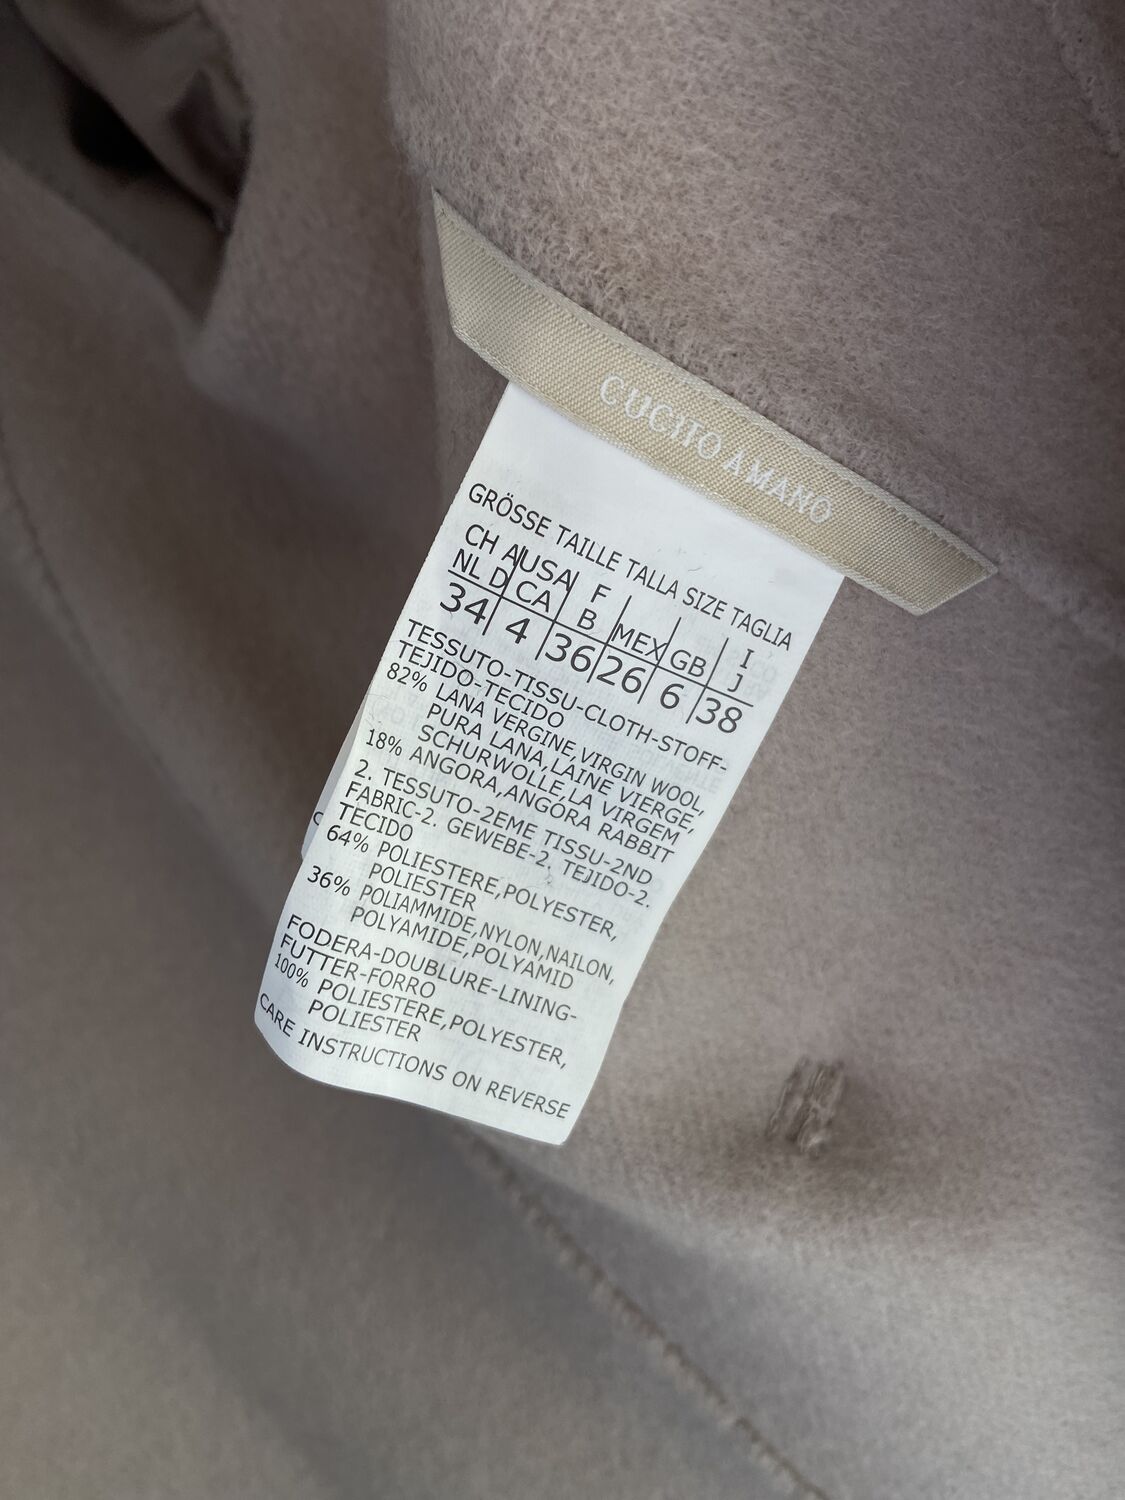 CUCITO A MANO
GRÖSSE TAILLE TALLA SIZE TAGLIA
CH A USA F MEX GB I
NL D CA B J
34 4 36 26 6 38
TESSUTO-TISSU-CLOTH-STOFF-
TEJIDO-TECIDO
82% LANA VERGINE,VIRGIN WOOL,
PURA LANA,LAINE VIERGE,
SCHURWOLLE,LA VIRGEM
18% ANGORA,ANGÓRA RABBIT
2. TESSUTO-2EME TISSU-2ND
FABRIC-2. GEWEBE-2. TEJIDO-2.
TECIDO
64% POLIESTERE,POLYESTER,
POLIESTER
36% POLIAMMIDE,NYLON,NAILON,
POLYAMIDE,POLYAMID
FODERA-DOUBLURE-LINING-
FUTTER-FORRO
100% POLIESTERE,POLYESTER,
POLIESTER
CARE INSTRUCTIONS ON REVERSE